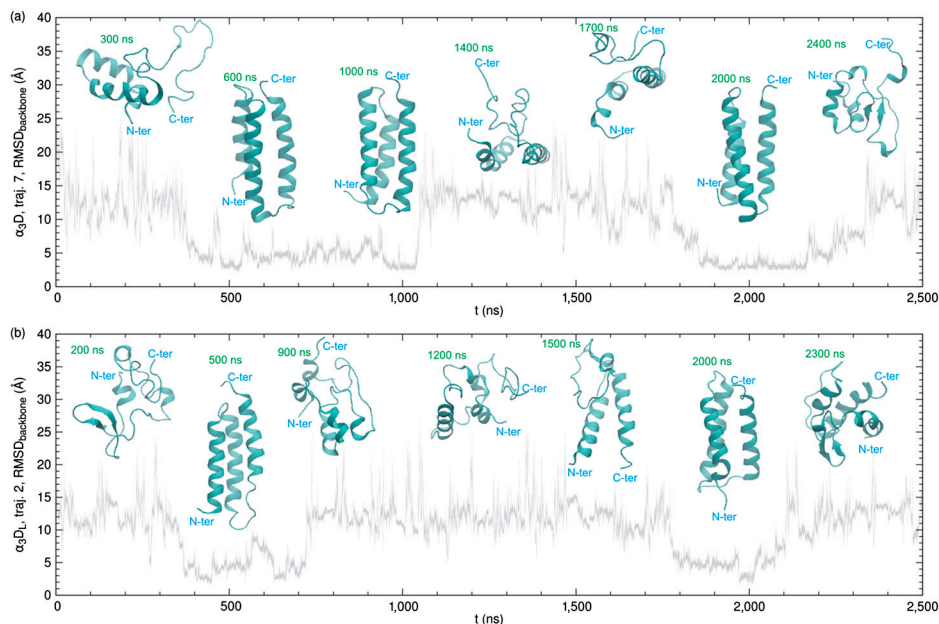 (a)
α3D, traj. 7, RMSDbackbone (Å)
40
35
30
25
20
15
10
5
0
300 ns
N-ter
C-ter
600 ns
C-ter
N-ter
1000 ns
C-ter
N-ter
1400 ns
C-ter
N-ter
1700 ns
C-ter
N-ter
2000 ns
C-ter
N-ter
2400 ns
C-ter
N-ter
0 500 1,000 1,500 2,000 2,500
t (ns)
(b)
α3DL, traj. 2, RMSDbackbone (Å)
40
35
30
25
20
15
10
5
0
200 ns
C-ter
N-ter
500 ns
C-ter
N-ter
900 ns
C-ter
N-ter
1200 ns
C-ter
N-ter
1500 ns
N-ter
C-ter
2000 ns
C-ter
N-ter
2300 ns
C-ter
N-ter
0 500 1,000 1,500 2,000 2,500
t (ns)